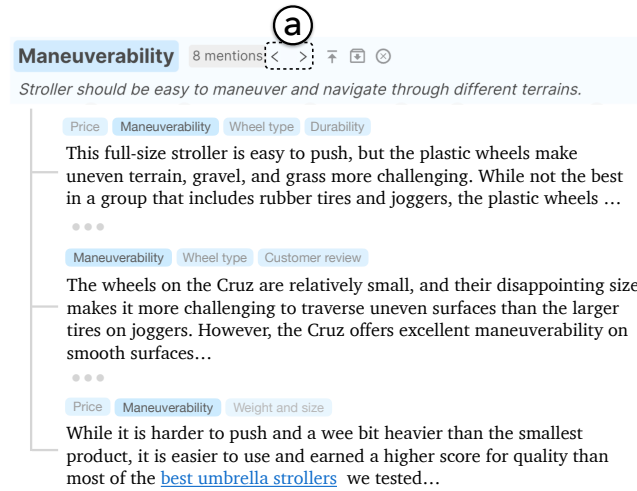 a
Maneuverability 8 mentions < >
Stroller should be easy to maneuver and navigate through different terrains.
Price Maneuverability Wheel type Durability
This full-size stroller is easy to push, but the plastic wheels make
uneven terrain, gravel, and grass more challenging. While not the best
in a group that includes rubber tires and joggers, the plastic wheels …
Maneuverability Wheel type Customer review
The wheels on the Cruz are relatively small, and their disappointing size
makes it more challenging to traverse uneven surfaces than the larger
tires on joggers. However, the Cruz offers excellent maneuverability on
smooth surfaces…
Price Maneuverability Weight and size
While it is harder to push and a wee bit heavier than the smallest
product, it is easier to use and earned a higher score for quality than
most of the best umbrella strollers we tested…